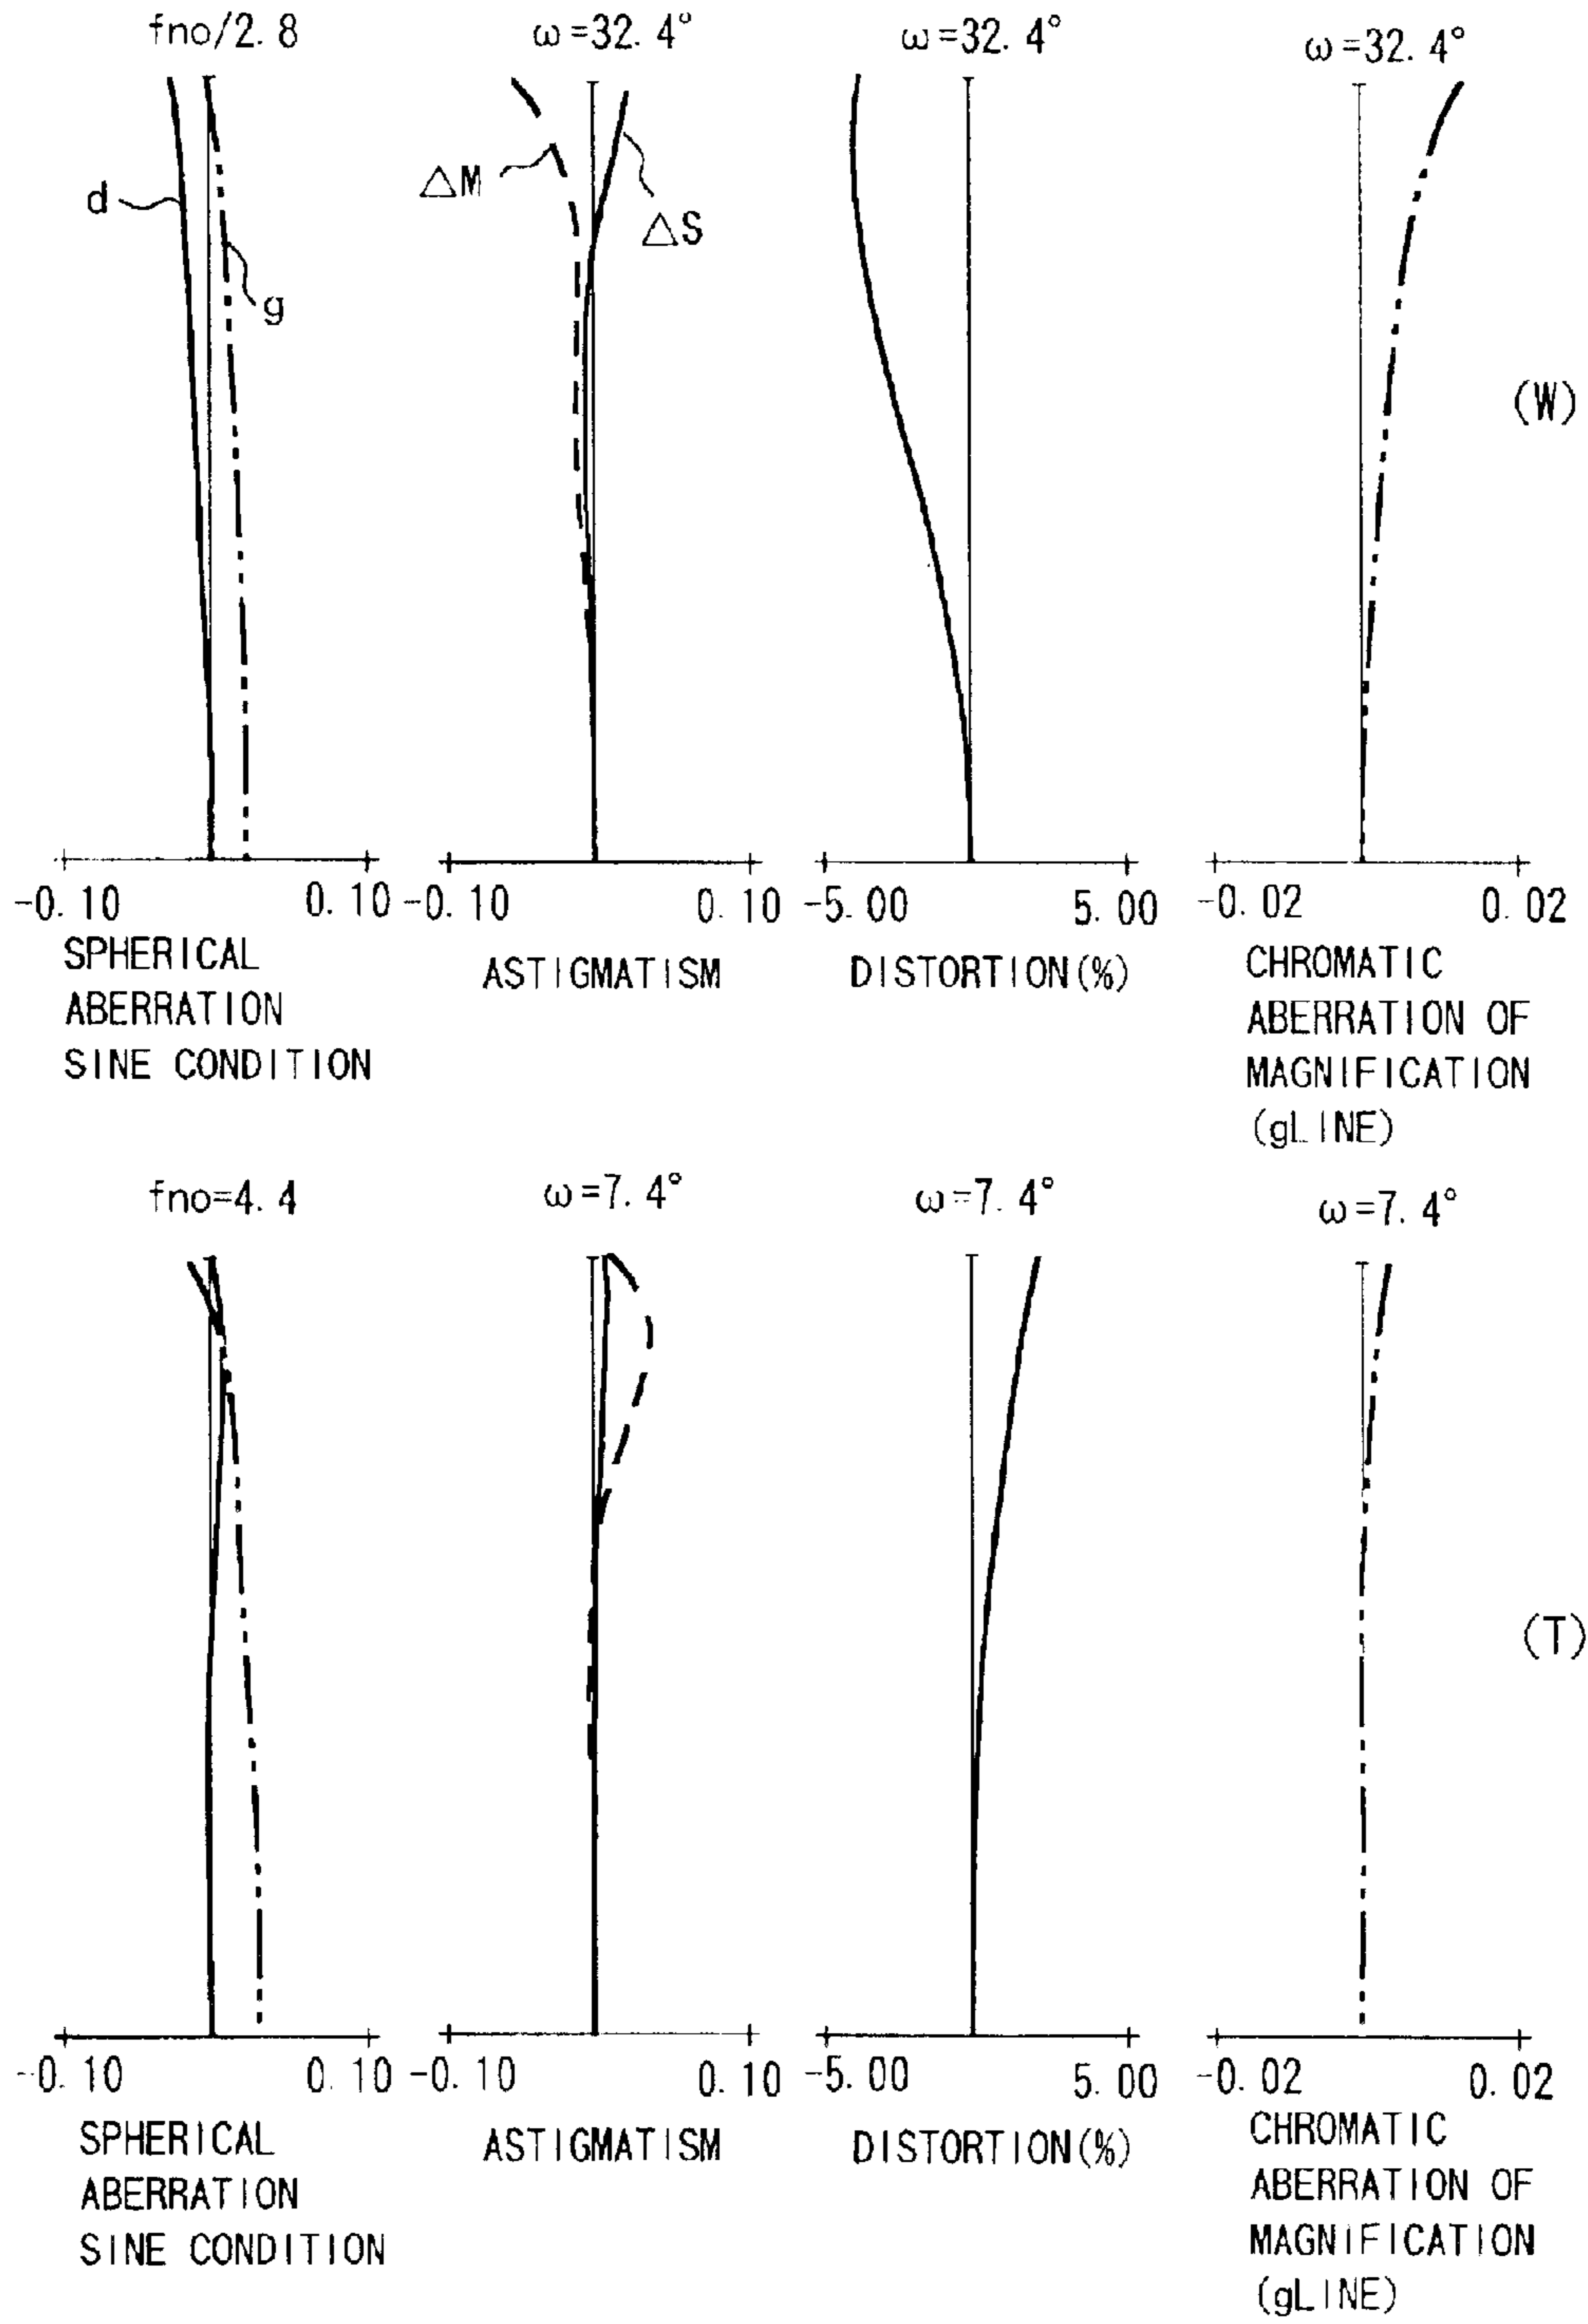 fno/2.8
ω=32.4°
ω=32.4°
ω=32.4°
d
g
△M
△S
(W)
-0.10
0.10
-0.10
0.10
-5.00
5.00
-0.02
0.02
SPHERICAL
ABERRATION
SINE CONDITION
ASTIGMATISM
DISTORTION(%)
CHROMATIC
ABERRATION OF
MAGNIFICATION
(gLINE)
fno=4.4
ω=7.4°
ω=7.4°
ω=7.4°
(T)
-0.10
0.10
-0.10
0.10
-5.00
5.00
-0.02
0.02
SPHERICAL
ABERRATION
SINE CONDITION
ASTIGMATISM
DISTORTION(%)
CHROMATIC
ABERRATION OF
MAGNIFICATION
(gLINE)